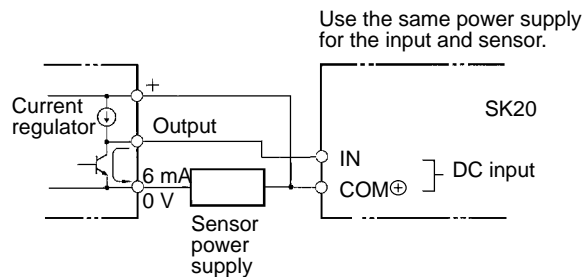 Use the same power supply
for the input and sensor.
+
Current
regulator
Output
SK20
IN
6 mA
0 V
COM⊕
DC input
Sensor
power
supply